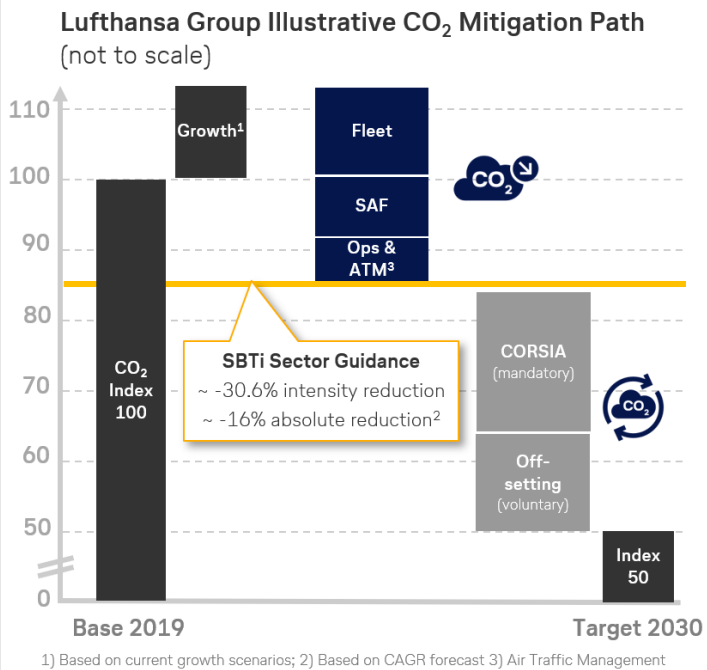 Lufthansa Group Illustrative CO₂ Mitigation Path
(not to scale)
110
100
90
80
70
60
50
0
Growth¹
CO₂
Index
100
Fleet
SAF
Ops &
ATM³
CO₂
SBTi Sector Guidance
~ -30.6% intensity reduction
~ -16% absolute reduction²
CORSIA
(mandatory)
Off-
setting
(voluntary)
CO₂
Index
50
Base 2019
Target 2030
1) Based on current growth scenarios; 2) Based on CAGR forecast 3) Air Traffic Management